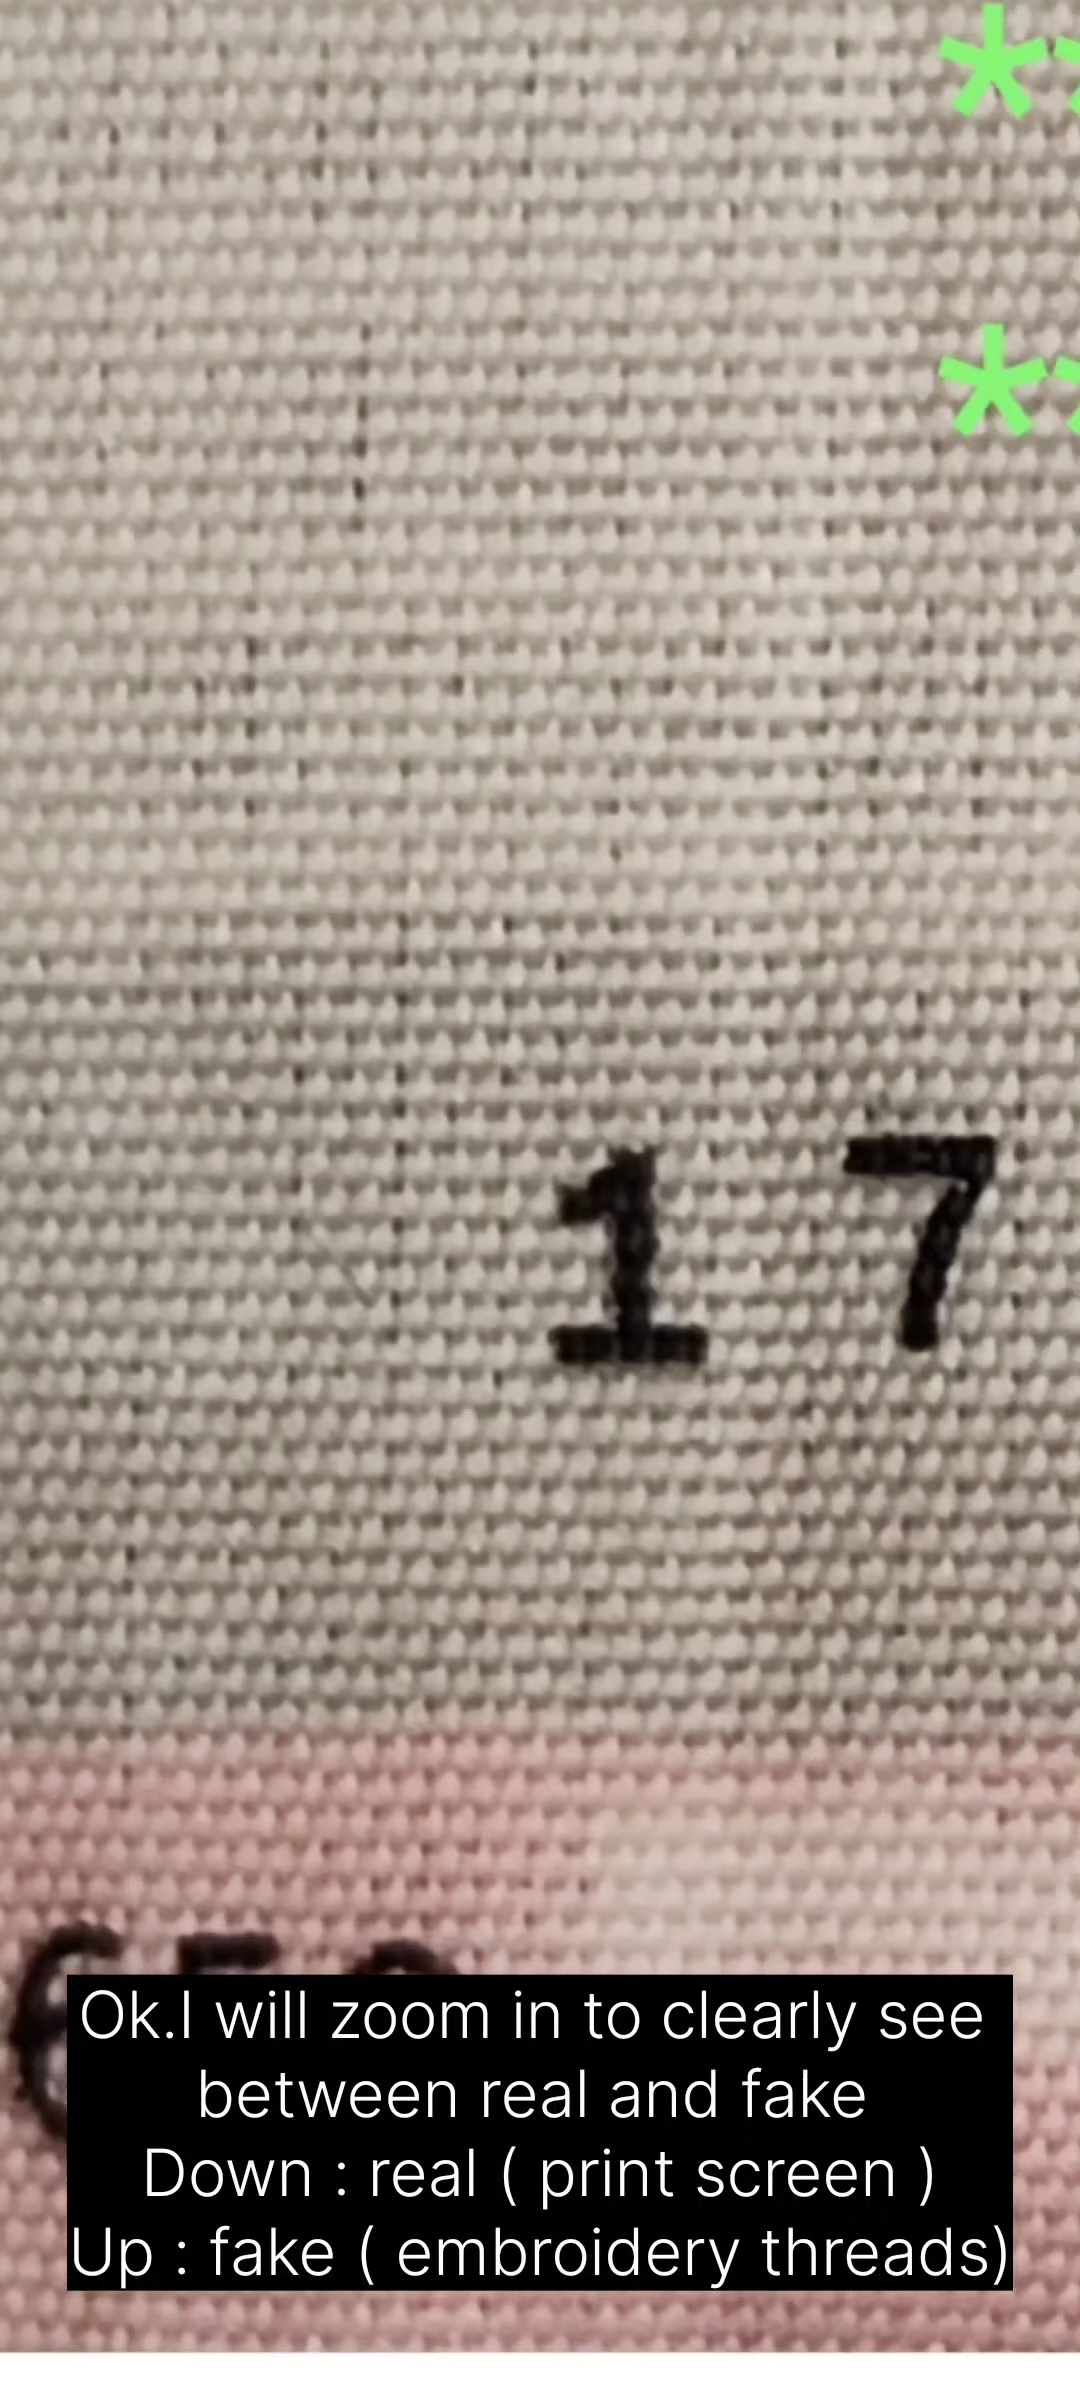 **
**
1 7
Ok.I will zoom in to clearly see
between real and fake
Down : real ( print screen )
Up : fake ( embroidery threads)